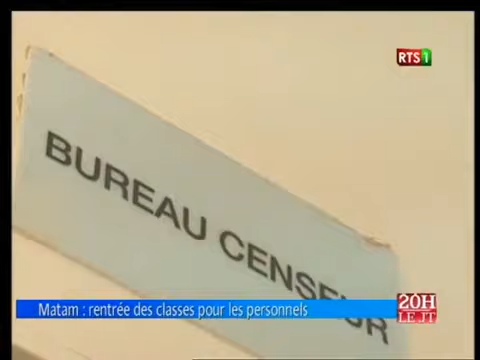 RTS1
BUREAU CENSEUR
Matam : rentrée des classes pour les personnels
20H
LE JT